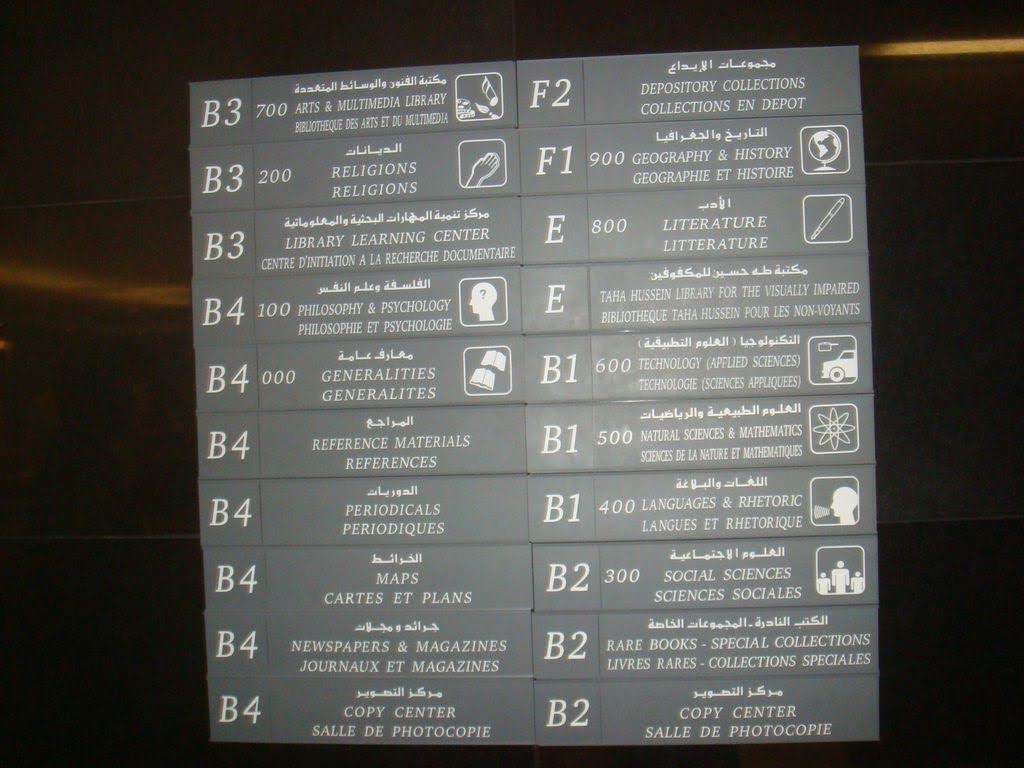 B3
700
مكتبة الفنون والوسائط المتعددة
ARTS & MULTIMEDIA LIBRARY
BIBLIOTHEQUE DES ARTS ET DU MULTIMEDIA
B3
200
الديانات
RELIGIONS
RELIGIONS
B3
مركز تنمية المهارات البحثية والمعلوماتية
LIBRARY LEARNING CENTER
CENTRE D'INITIATION A LA RECHERCHE DOCUMENTAIRE
B4
100
الفلسفة وعلم النفس
PHILOSOPHY & PSYCHOLOGY
PHILOSOPHIE ET PSYCHOLOGIE
?
B4
000
معارف عامة
GENERALITIES
GENERALITES
B4
المراجع
REFERENCE MATERIALS
REFERENCES
B4
الدوريات
PERIODICALS
PERIODIQUES
B4
الخرائط
MAPS
CARTES ET PLANS
B4
جرائد ومجلات
NEWSPAPERS & MAGAZINES
JOURNAUX ET MAGAZINES
B4
مركز التصوير
COPY CENTER
SALLE DE PHOTOCOPIE
F2
مجموعات الإيداع
DEPOSITORY COLLECTIONS
COLLECTIONS EN DEPOT
F1
900
التاريخ والجغرافيا
GEOGRAPHY & HISTORY
GEOGRAPHIE ET HISTOIRE
E
800
الأدب
LITERATURE
LITTERATURE
E
مكتبة طه حسين للمكفوفين
TAHA HUSSEIN LIBRARY FOR THE VISUALLY IMPAIRED
BIBLIOTHEQUE TAHA HUSSEIN POUR LES NON-VOYANTS
B1
600
التكنولوجيا (العلوم التطبيقية)
TECHNOLOGY (APPLIED SCIENCES)
TECHNOLOGIE (SCIENCES APPLIQUEES)
B1
500
العلوم الطبيعية والرياضيات
NATURAL SCIENCES & MATHEMATICS
SCIENCES DE LA NATURE ET MATHEMATIQUES
B1
400
اللغات والبلاغة
LANGUAGES & RHETORIC
LANGUES ET RHETORIQUE
B2
300
العلوم الاجتماعية
SOCIAL SCIENCES
SCIENCES SOCIALES
B2
الكتب النادرة - المجموعات الخاصة
RARE BOOKS - SPECIAL COLLECTIONS
LIVRES RARES - COLLECTIONS SPECIALES
B2
مركز التصوير
COPY CENTER
SALLE DE PHOTOCOPIE